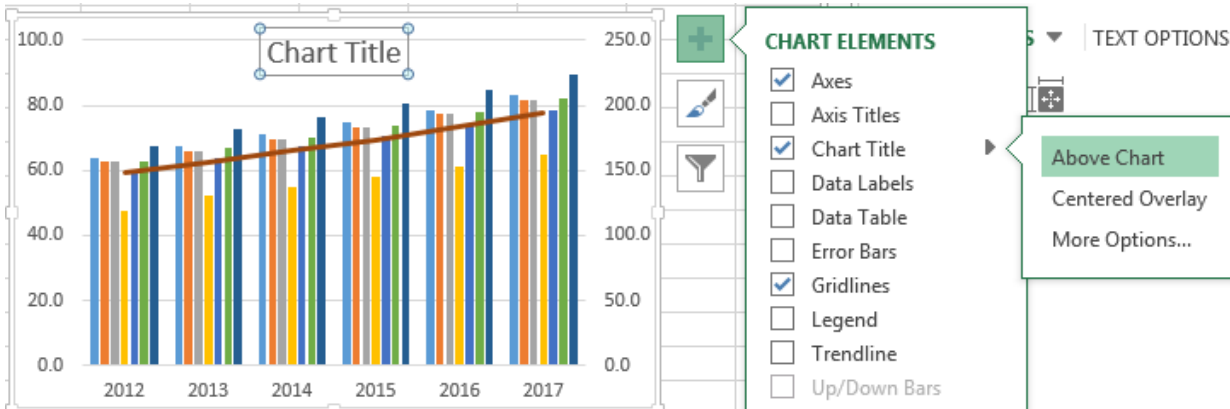 Chart Title
100.0
80.0
60.0
40.0
20.0
0.0
250.0
200.0
150.0
100.0
50.0
0.0
2012 2013 2014 2015 2016 2017
CHART ELEMENTS
Axes
Axis Titles
Chart Title
Data Labels
Data Table
Error Bars
Gridlines
Legend
Trendline
Up/Down Bars
S
TEXT OPTIONS
Above Chart
Centered Overlay
More Options...